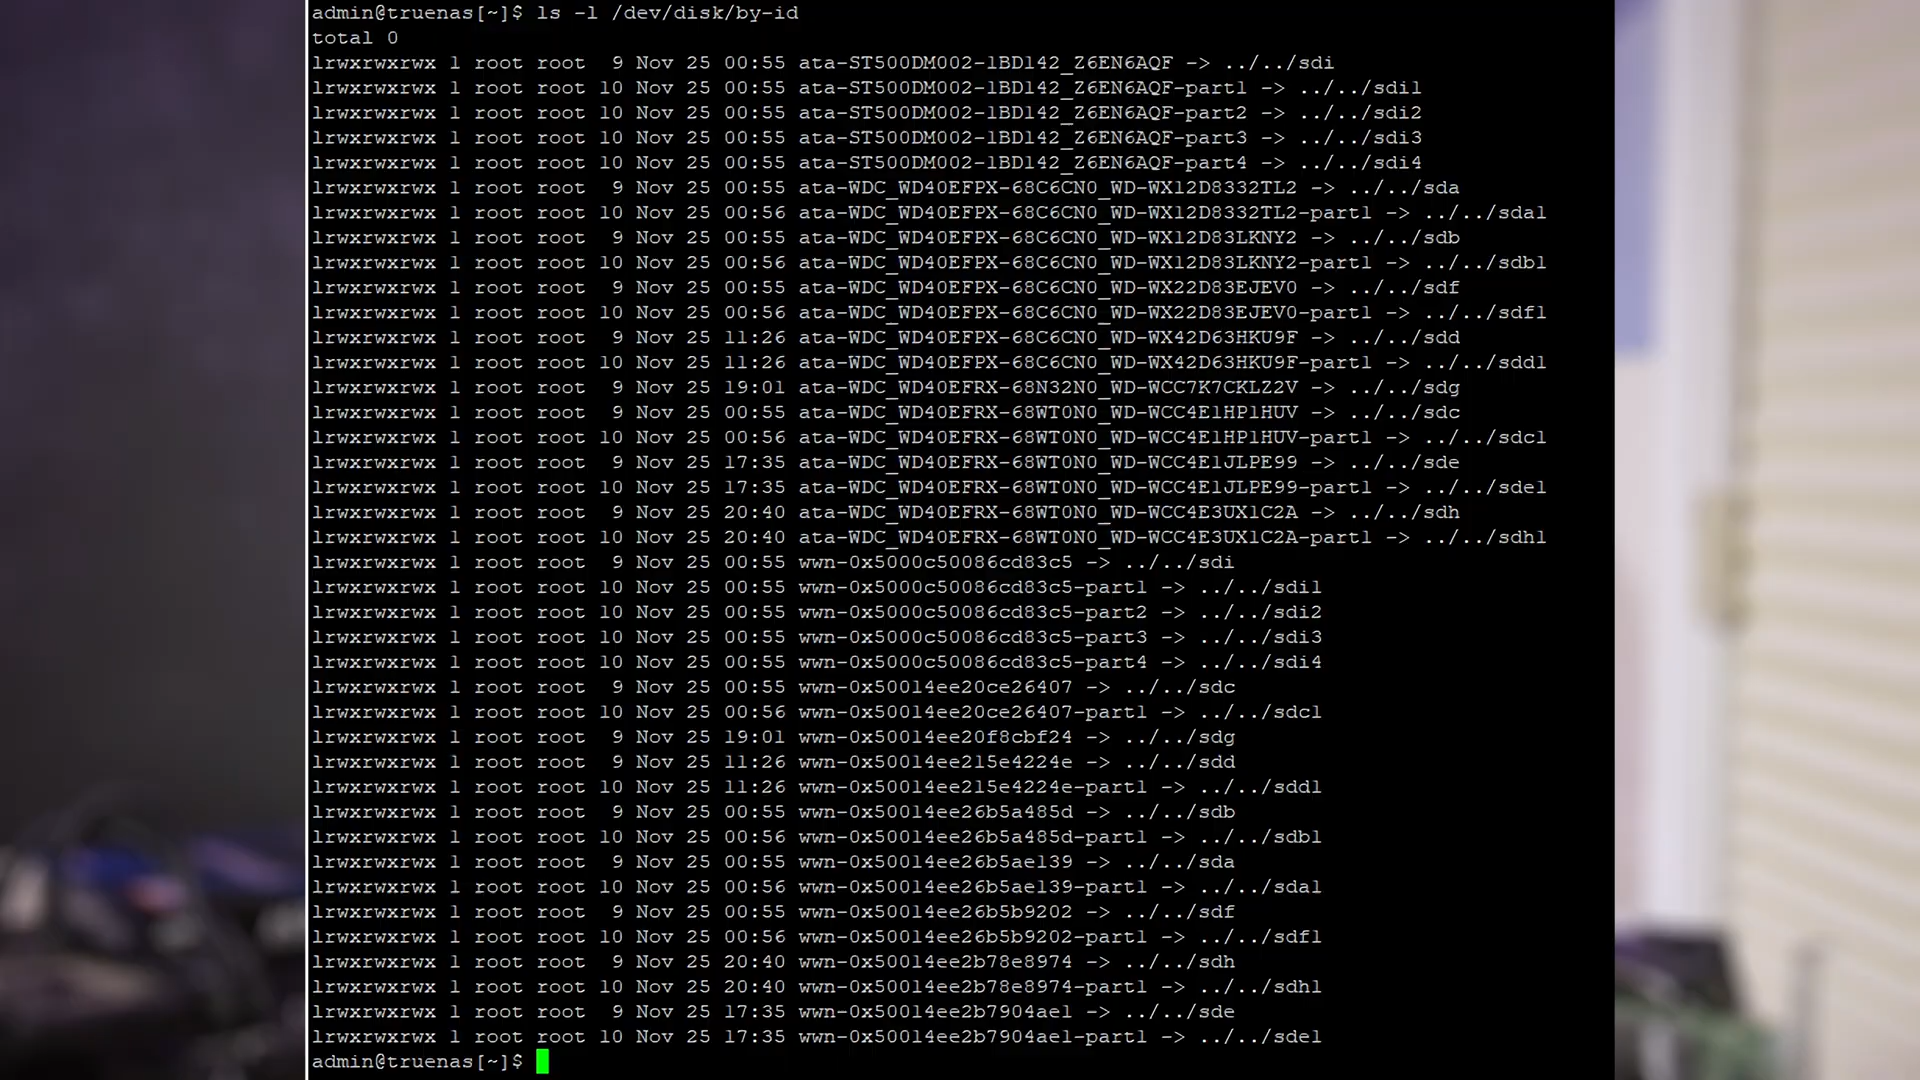 admin@truenas[~]$ ls -l /dev/disk/by-id
total 0
lrwxrwxrwx 1 root root  9 Nov 25 00:55 ata-ST500DM002-1BD142_Z6EN6AQF -> ../../sdi
lrwxrwxrwx 1 root root 10 Nov 25 00:55 ata-ST500DM002-1BD142_Z6EN6AQF-part1 -> ../../sdi1
lrwxrwxrwx 1 root root 10 Nov 25 00:55 ata-ST500DM002-1BD142_Z6EN6AQF-part2 -> ../../sdi2
lrwxrwxrwx 1 root root 10 Nov 25 00:55 ata-ST500DM002-1BD142_Z6EN6AQF-part3 -> ../../sdi3
lrwxrwxrwx 1 root root 10 Nov 25 00:55 ata-ST500DM002-1BD142_Z6EN6AQF-part4 -> ../../sdi4
lrwxrwxrwx 1 root root  9 Nov 25 00:55 ata-WDC_WD40EFPX-68C6CN0_WD-WX12D8332TL2 -> ../../sda
lrwxrwxrwx 1 root root 10 Nov 25 00:56 ata-WDC_WD40EFPX-68C6CN0_WD-WX12D8332TL2-part1 -> ../../sda1
lrwxrwxrwx 1 root root  9 Nov 25 00:55 ata-WDC_WD40EFPX-68C6CN0_WD-WX12D83LKNY2 -> ../../sdb
lrwxrwxrwx 1 root root 10 Nov 25 00:56 ata-WDC_WD40EFPX-68C6CN0_WD-WX12D83LKNY2-part1 -> ../../sdb1
lrwxrwxrwx 1 root root  9 Nov 25 00:55 ata-WDC_WD40EFPX-68C6CN0_WD-WX22D83EJEV0 -> ../../sdf
lrwxrwxrwx 1 root root 10 Nov 25 00:56 ata-WDC_WD40EFPX-68C6CN0_WD-WX22D83EJEV0-part1 -> ../../sdf1
lrwxrwxrwx 1 root root  9 Nov 25 11:26 ata-WDC_WD40EFPX-68C6CN0_WD-WX42D63HKU9F -> ../../sdd
lrwxrwxrwx 1 root root 10 Nov 25 11:26 ata-WDC_WD40EFPX-68C6CN0_WD-WX42D63HKU9F-part1 -> ../../sdd1
lrwxrwxrwx 1 root root  9 Nov 25 19:01 ata-WDC_WD40EFRX-68N32N0_WD-WCC7K7CKLZ2V -> ../../sdg
lrwxrwxrwx 1 root root  9 Nov 25 00:55 ata-WDC_WD40EFRX-68WT0N0_WD-WCC4E1HP1HUV -> ../../sdc
lrwxrwxrwx 1 root root 10 Nov 25 00:56 ata-WDC_WD40EFRX-68WT0N0_WD-WCC4E1HP1HUV-part1 -> ../../sdc1
lrwxrwxrwx 1 root root  9 Nov 25 17:35 ata-WDC_WD40EFRX-68WT0N0_WD-WCC4E1JLPE99 -> ../../sde
lrwxrwxrwx 1 root root 10 Nov 25 17:35 ata-WDC_WD40EFRX-68WT0N0_WD-WCC4E1JLPE99-part1 -> ../../sde1
lrwxrwxrwx 1 root root  9 Nov 25 20:40 ata-WDC_WD40EFRX-68WT0N0_WD-WCC4E3UX1C2A -> ../../sdh
lrwxrwxrwx 1 root root 10 Nov 25 20:40 ata-WDC_WD40EFRX-68WT0N0_WD-WCC4E3UX1C2A-part1 -> ../../sdh1
lrwxrwxrwx 1 root root  9 Nov 25 00:55 wwn-0x5000c50086cd83c5 -> ../../sdi
lrwxrwxrwx 1 root root 10 Nov 25 00:55 wwn-0x5000c50086cd83c5-part1 -> ../../sdi1
lrwxrwxrwx 1 root root 10 Nov 25 00:55 wwn-0x5000c50086cd83c5-part2 -> ../../sdi2
lrwxrwxrwx 1 root root 10 Nov 25 00:55 wwn-0x5000c50086cd83c5-part3 -> ../../sdi3
lrwxrwxrwx 1 root root 10 Nov 25 00:55 wwn-0x5000c50086cd83c5-part4 -> ../../sdi4
lrwxrwxrwx 1 root root  9 Nov 25 00:55 wwn-0x50014ee20ce26407 -> ../../sdc
lrwxrwxrwx 1 root root 10 Nov 25 00:56 wwn-0x50014ee20ce26407-part1 -> ../../sdc1
lrwxrwxrwx 1 root root  9 Nov 25 19:01 wwn-0x50014ee20f8cbf24 -> ../../sdg
lrwxrwxrwx 1 root root  9 Nov 25 11:26 wwn-0x50014ee215e4224e -> ../../sdd
lrwxrwxrwx 1 root root 10 Nov 25 11:26 wwn-0x50014ee215e4224e-part1 -> ../../sdd1
lrwxrwxrwx 1 root root  9 Nov 25 00:55 wwn-0x50014ee26b5a485d -> ../../sdb
lrwxrwxrwx 1 root root 10 Nov 25 00:56 wwn-0x50014ee26b5a485d-part1 -> ../../sdb1
lrwxrwxrwx 1 root root  9 Nov 25 00:55 wwn-0x50014ee26b5ae139 -> ../../sda
lrwxrwxrwx 1 root root 10 Nov 25 00:56 wwn-0x50014ee26b5ae139-part1 -> ../../sda1
lrwxrwxrwx 1 root root  9 Nov 25 00:55 wwn-0x50014ee26b5b9202 -> ../../sdf
lrwxrwxrwx 1 root root 10 Nov 25 00:56 wwn-0x50014ee26b5b9202-part1 -> ../../sdf1
lrwxrwxrwx 1 root root  9 Nov 25 20:40 wwn-0x50014ee2b78e8974 -> ../../sdh
lrwxrwxrwx 1 root root 10 Nov 25 20:40 wwn-0x50014ee2b78e8974-part1 -> ../../sdh1
lrwxrwxrwx 1 root root  9 Nov 25 17:35 wwn-0x50014ee2b7904ae1 -> ../../sde
lrwxrwxrwx 1 root root 10 Nov 25 17:35 wwn-0x50014ee2b7904ae1-part1 -> ../../sde1
admin@truenas[~]$